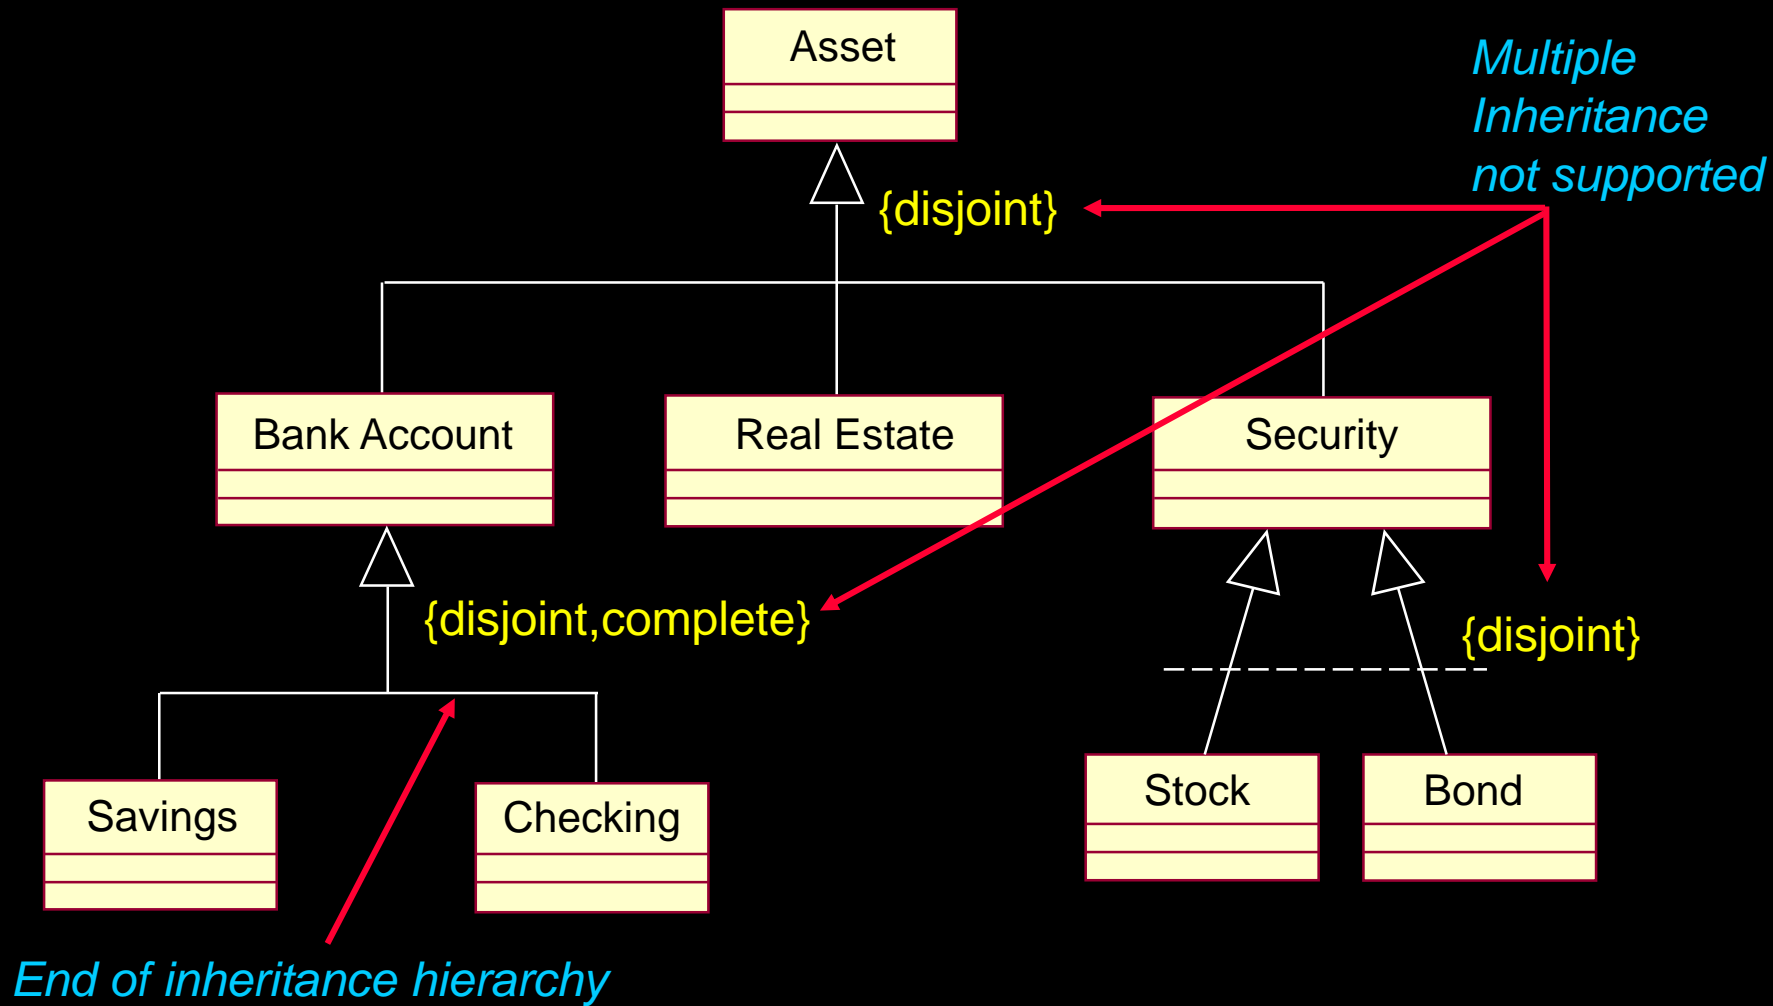 Asset
Multiple
Inheritance
not supported
{disjoint}
Bank Account
Real Estate
Security
{disjoint,complete}
{disjoint}
Savings
Checking
Stock
Bond
End of inheritance hierarchy